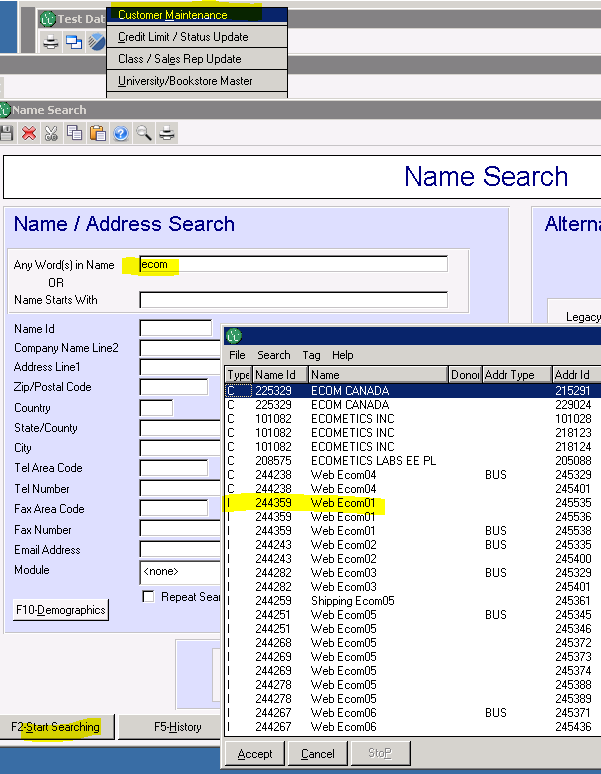 Test Dat
Customer Maintenance
Credit Limit / Status Update
Class / Sales Rep Update
University/Bookstore Master
Name Search
Name Search
Name / Address Search
Alterna
Any Word(s) in Name ecom
OR
Name Starts With
Legacy
Name Id
Company Name Line2
Address Line1
Zip/Postal Code
Country
State/County
City
Tel Area Code
Tel Number
Fax Area Code
Fax Number
Email Address
Module <none>
Repeat Sear
F10-Demographics
F2-Start Searching F5-History
File Search Tag Help
Type Name Id Name Donor Addr Type Addr Id
C 225329 ECOM CANADA 215291
C 225329 ECOM CANADA 229024
C 101082 ECOMETICS INC 101028
C 101082 ECOMETICS INC 218123
C 101082 ECOMETICS INC 218124
C 208575 ECOMETICS LABS EE PL 205088
C 244238 Web Ecom04 BUS 245329
C 244238 Web Ecom04 245401
I 244359 Web Ecom01 245535
I 244359 Web Ecom01 245536
I 244359 Web Ecom01 BUS 245538
I 244243 Web Ecom02 BUS 245335
I 244243 Web Ecom02 245400
I 244282 Web Ecom03 BUS 245329
I 244282 Web Ecom03 245401
I 244259 Shipping Ecom05 245361
I 244251 Web Ecom05 BUS 245345
I 244251 Web Ecom05 245346
I 244268 Web Ecom05 245372
I 244269 Web Ecom05 245373
I 244269 Web Ecom05 245374
I 244278 Web Ecom05 245388
I 244278 Web Ecom05 245389
I 244267 Web Ecom06 BUS 245371
I 244267 Web Ecom06 245436
Accept Cancel StoP